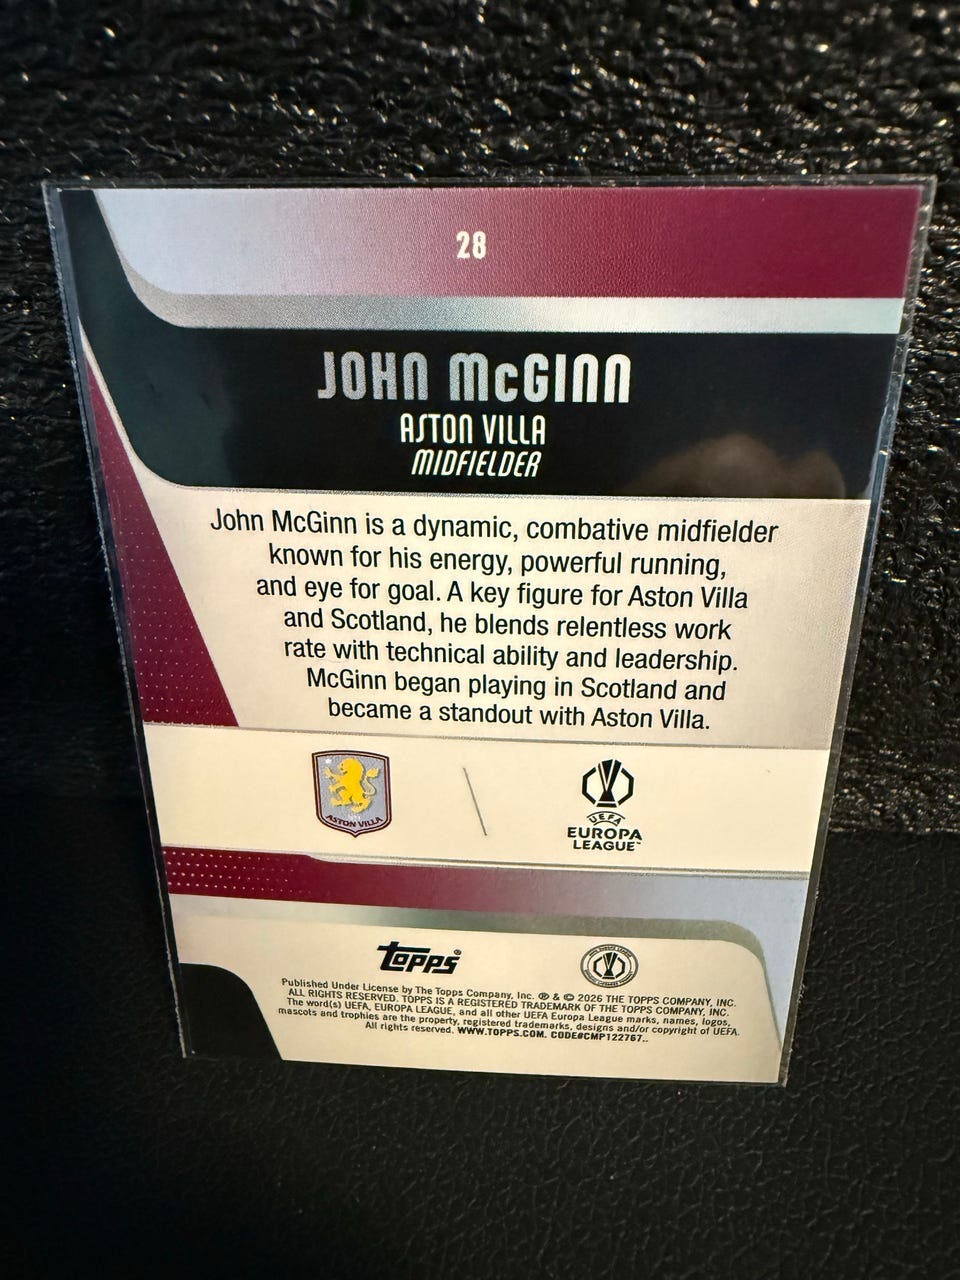 28
JOHN McGINN
ASTON VILLA
MIDFIELDER
John McGinn is a dynamic, combative midfielder
known for his energy, powerful running,
and eye for goal. A key figure for Aston Villa
and Scotland, he blends relentless work
rate with technical ability and leadership.
McGinn began playing in Scotland and
became a standout with Aston Villa.
ASTON VILLA
UEFA
EUROPA
LEAGUE™
topps®
Published Under License by The Topps Company, Inc. ® & © 2026 THE TOPPS COMPANY, INC.
ALL RIGHTS RESERVED. TOPPS IS A REGISTERED TRADEMARK OF THE TOPPS COMPANY, INC.
The word(s) UEFA, EUROPA LEAGUE, and all other UEFA Europa League marks, names, logos,
mascots and trophies are the property, registered trademarks, designs and/or copyright of UEFA.
All rights reserved. WWW.TOPPS.COM. CODE#CMP122767..